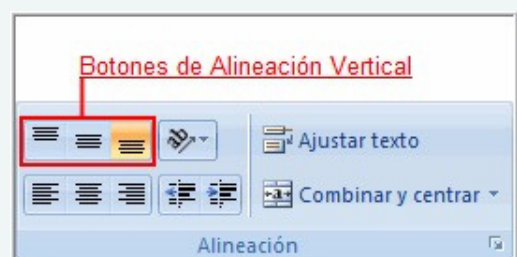 Botones de Alineación Vertical
Ajustar texto
Combinar y centrar
Alineación